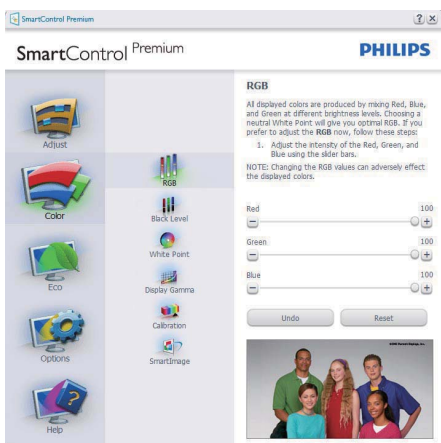 SmartControl Premium
SmartControl Premium
PHILIPS
Adjust
Color
Eco
Options
Help
RGB
Black Level
White Point
Display Gamma
Calibration
SmartImage
RGB
All displayed colors are produced by mixing Red, Blue,
and Green at different brightness levels. Choosing a
neutral White Point will give you optimal RGB. If you
prefer to adjust the RGB now, follow these steps:
1. Adjust the intensity of the Red, Green, and
Blue using the slider bars.
NOTE: Changing the RGB values can adversely effect
the displayed colors.
Red 100
Green 100
Blue 100
Undo Reset